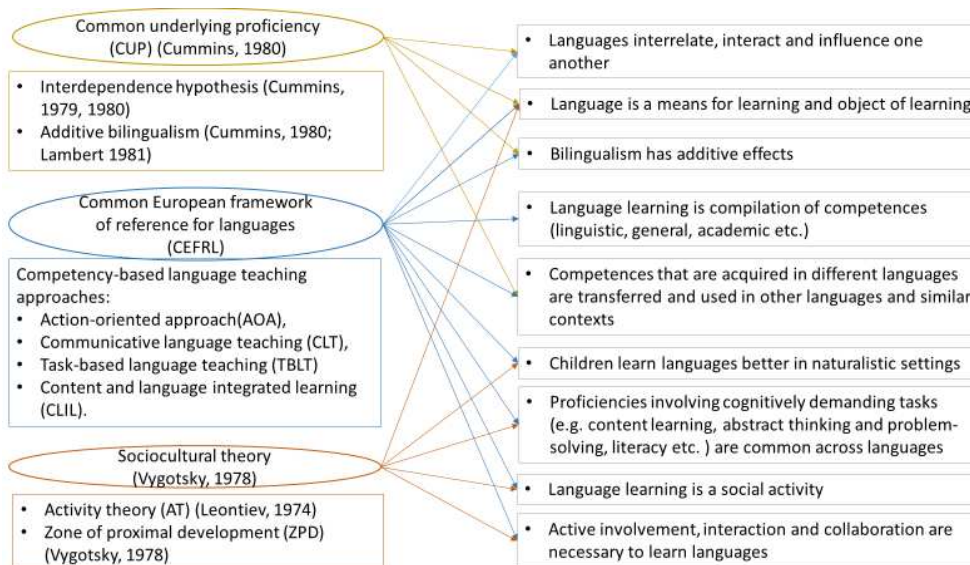 Common underlying proficiency
(CUP) (Cummins, 1980)
• Interdependence hypothesis (Cummins,
1979, 1980)
• Additive bilingualism (Cummins, 1980;
Lambert 1981)
Common European framework
of reference for languages
(CEFRL)
Competency-based language teaching
approaches:
• Action-oriented approach(AOA),
• Communicative language teaching (CLT),
• Task-based language teaching (TBLT)
• Content and language integrated learning
(CLIL).
Sociocultural theory
(Vygotsky, 1978)
• Activity theory (AT) (Leontiev, 1974)
• Zone of proximal development (ZPD)
(Vygotsky, 1978)
• Languages interrelate, interact and influence one
another
• Language is a means for learning and object of learning
• Bilingualism has additive effects
• Language learning is compilation of competences
(linguistic, general, academic etc.)
• Competences that are acquired in different languages
are transferred and used in other languages and similar
contexts
• Children learn languages better in naturalistic settings
• Proficiencies involving cognitively demanding tasks
(e.g. content learning, abstract thinking and problem-
solving, literacy etc. ) are common across languages
• Language learning is a social activity
• Active involvement, interaction and collaboration are
necessary to learn languages